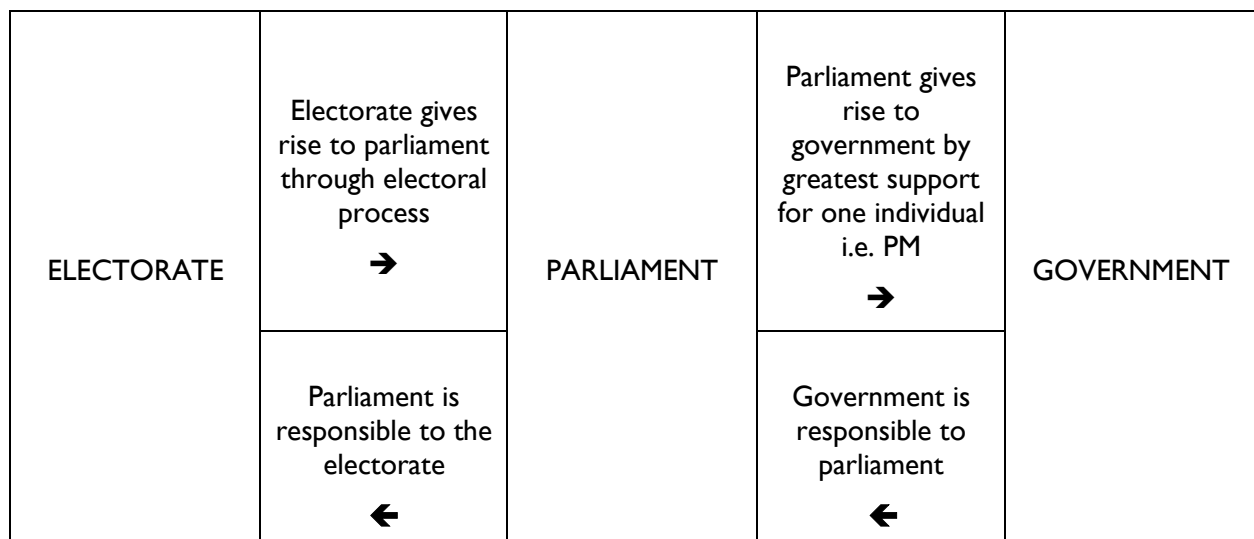 ELECTORATE
Electorate gives
rise to parliament
through electoral
process
➔
Parliament is
responsible to the
electorate
←
PARLIAMENT
Parliament gives
rise to
government by
greatest support
for one individual
i.e. PM
➔
Government is
responsible to
parliament
←
GOVERNMENT